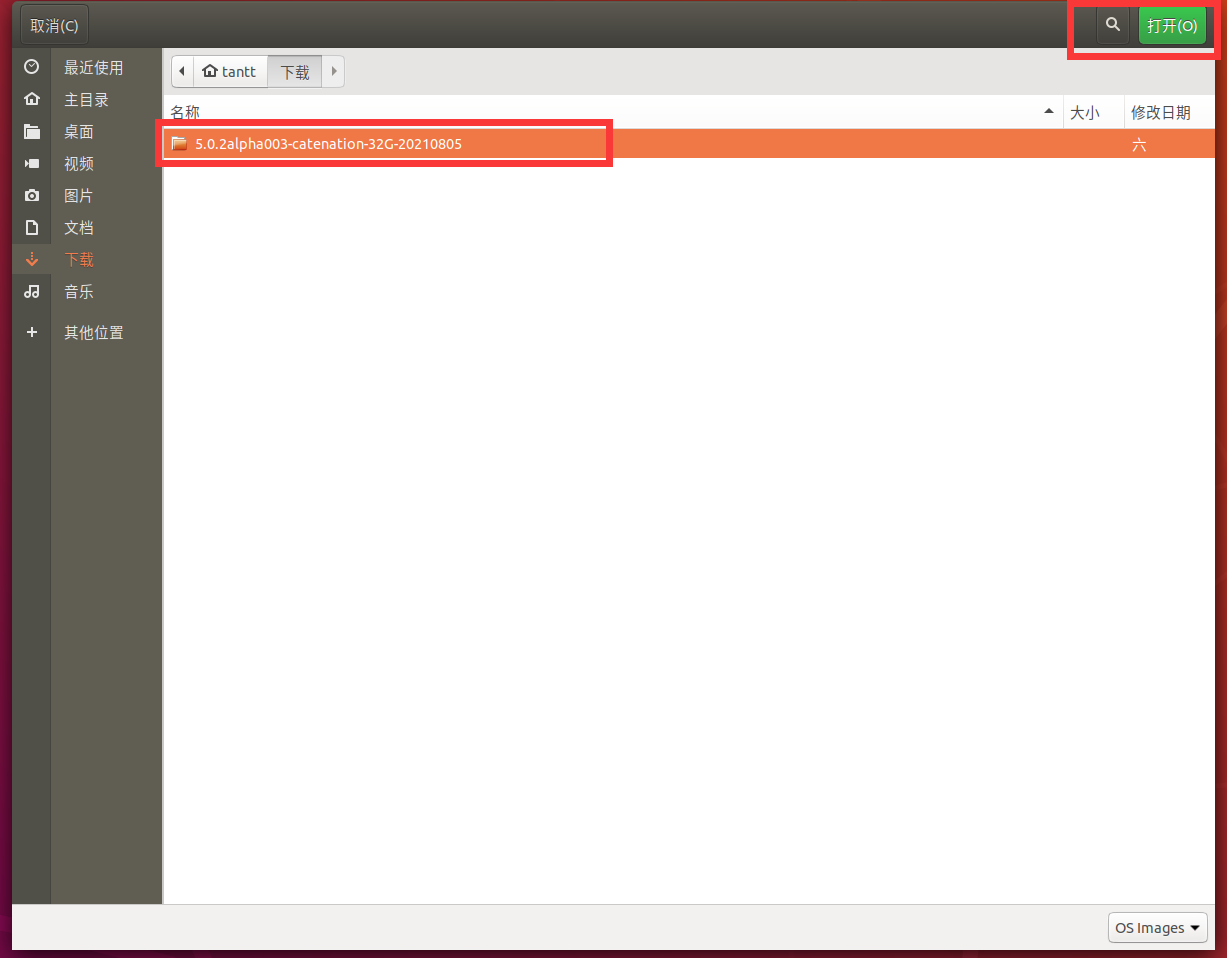 取消(C)
打开(O)
最近使用
主目录
桌面
视频
图片
文档
下载
音乐
其他位置
tantt 下载
名称 大小 修改日期
5.0.2alpha003-catenation-32G-20210805 六
OS Images